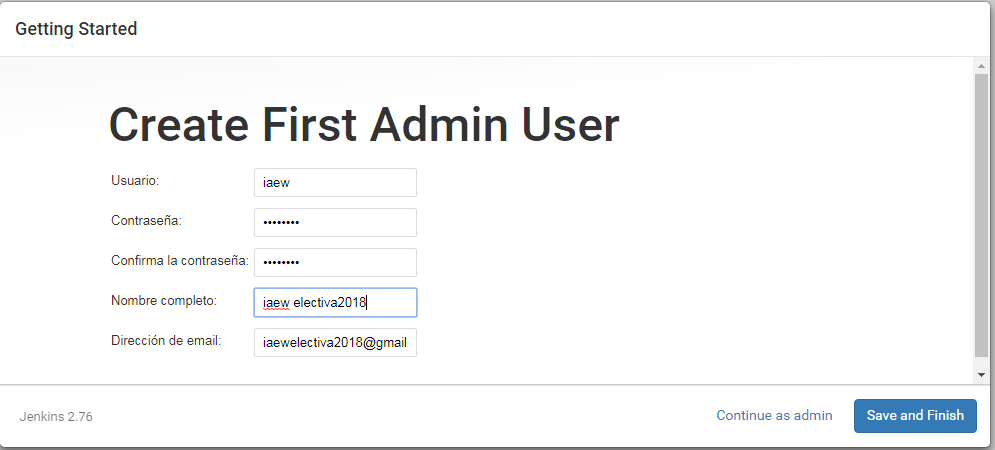 Getting Started
Create First Admin User
Usuario: iaew
Contraseña: ••••••••
Confirma la contraseña: ••••••••
Nombre completo: iaew electiva2018
Dirección de email: iaewelectiva2018@gmail
Jenkins 2.76 Continue as admin Save and Finish